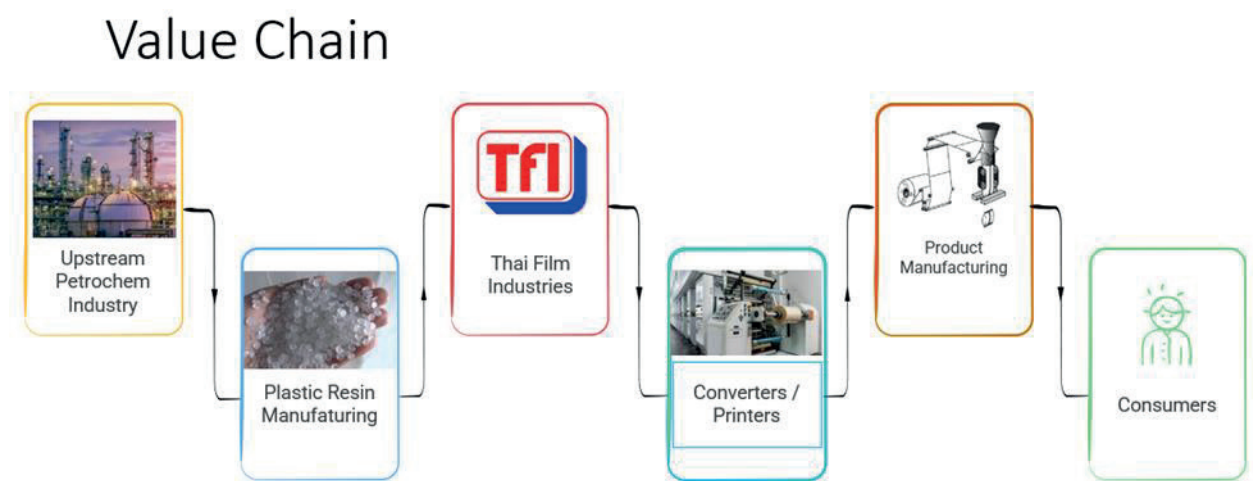 Value Chain
Upstream
Petrochem
Industry
Plastic Resin
Manufaturing
TFI
Thai Film
Industries
Converters /
Printers
Product
Manufacturing
Consumers